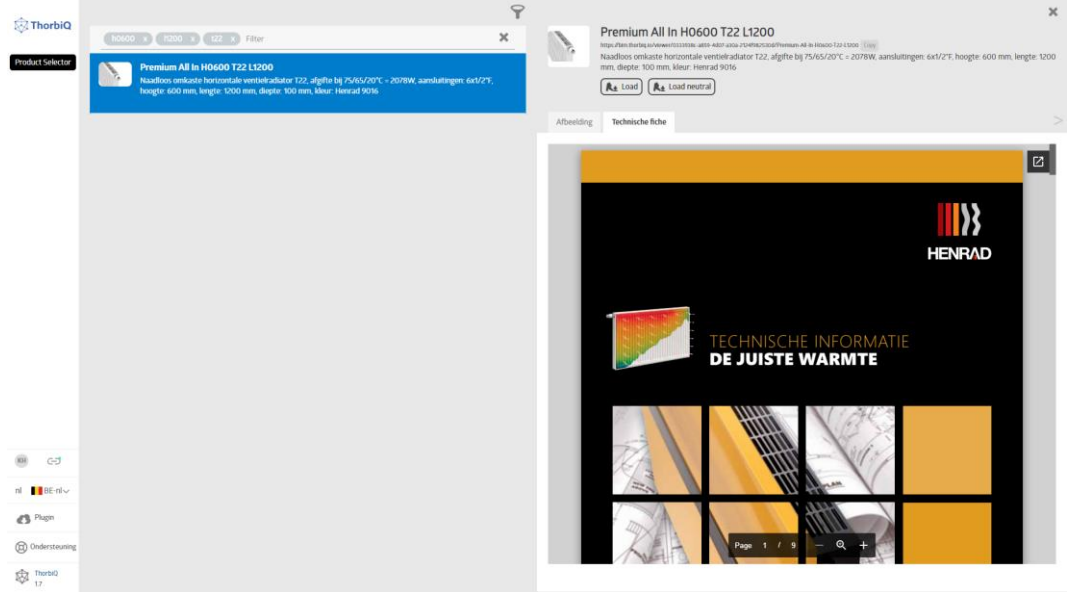 ThorbiQ
Product Selector
h0600 x
l1200 x
t22 x
Filter
Premium All In H0600 T22 L1200
Naadloos omkaste horizontale ventielradiator T22, afgifte bij 75/65/20°C = 2078W, aansluitingen: 6x1/2"F,
hoogte: 600 mm, lengte: 1200 mm, diepte: 100 mm, kleur: Henrad 9016
KH
nl
BE-nl
Plugin
Ondersteuning
ThorbiQ
1.7
Premium All In H0600 T22 L1200
Copy
Naadloos omkaste horizontale ventielradiator T22, afgifte bij 75/65/20°C = 2078W, aansluitingen: 6x1/2"F, hoogte: 600 mm, lengte: 1200
mm, diepte: 100 mm, kleur: Henrad 9016
Load
Load neutral
Afbeelding
Technische fiche
HENRAD
TECHNISCHE INFORMATIE
DE JUISTE WARMTE
PLAN
Page 1 / 9